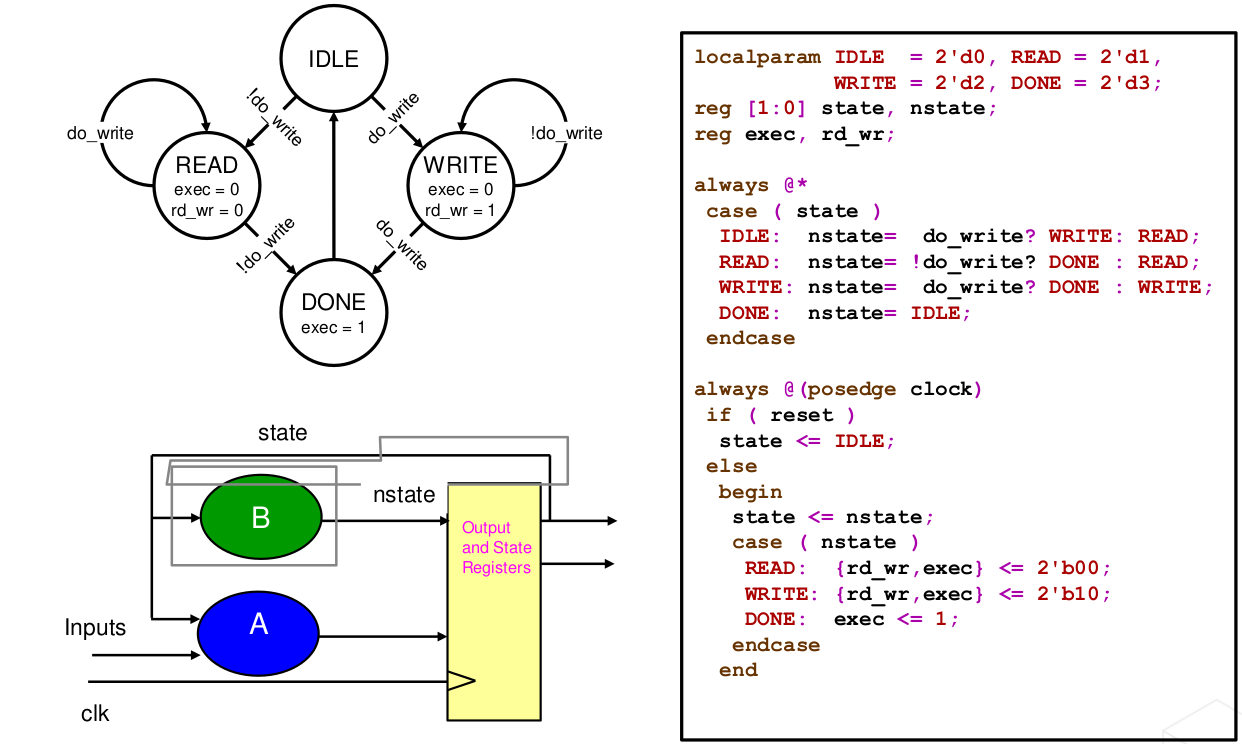 IDLE
!do_write
do_write
do_write
!do_write
READ
exec = 0
rd_wr = 0
WRITE
exec = 0
rd_wr = 1
!do_write
do_write
DONE
exec = 1
state
nstate
B
Output
and State
Registers
A
Inputs
clk
localparam IDLE = 2'd0, READ = 2'd1,
WRITE = 2'd2, DONE = 2'd3;
reg [1:0] state, nstate;
reg exec, rd_wr;
always @*
case ( state )
IDLE: nstate= do_write? WRITE: READ;
READ: nstate= !do_write? DONE : READ;
WRITE: nstate= do_write? DONE : WRITE;
DONE: nstate= IDLE;
endcase
always @(posedge clock)
if ( reset )
state <= IDLE;
else
begin
state <= nstate;
case ( nstate )
READ: {rd_wr,exec} <= 2'b00;
WRITE: {rd_wr,exec} <= 2'b10;
DONE: exec <= 1;
endcase
end